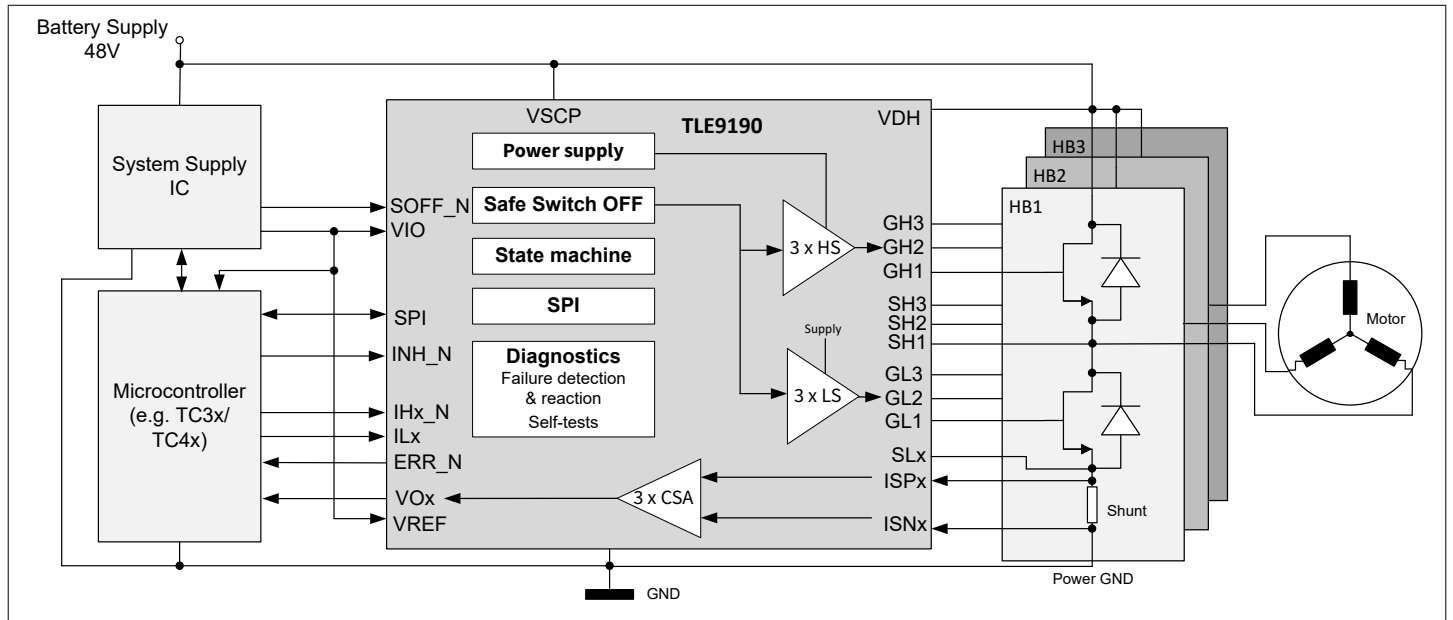 Battery Supply
48V
System Supply
IC
Microcontroller
(e.g. TC3x/
TC4x)
VSCP
TLE9190
VDH
Power supply
Safe Switch OFF
State machine
SPI
Diagnostics
Failure detection
& reaction
Self-tests
SOFF_N
VIO
SPI
INH_N
IHx_N
ILx
ERR_N
VOx
VREF
3 x HS
Supply
3 x LS
3 x CSA
GH3
GH2
GH1
SH3
SH2
SH1
GL3
GL2
GL1
SLx
ISPx
ISNx
HB3
HB2
HB1
Shunt
Power GND
Motor
GND